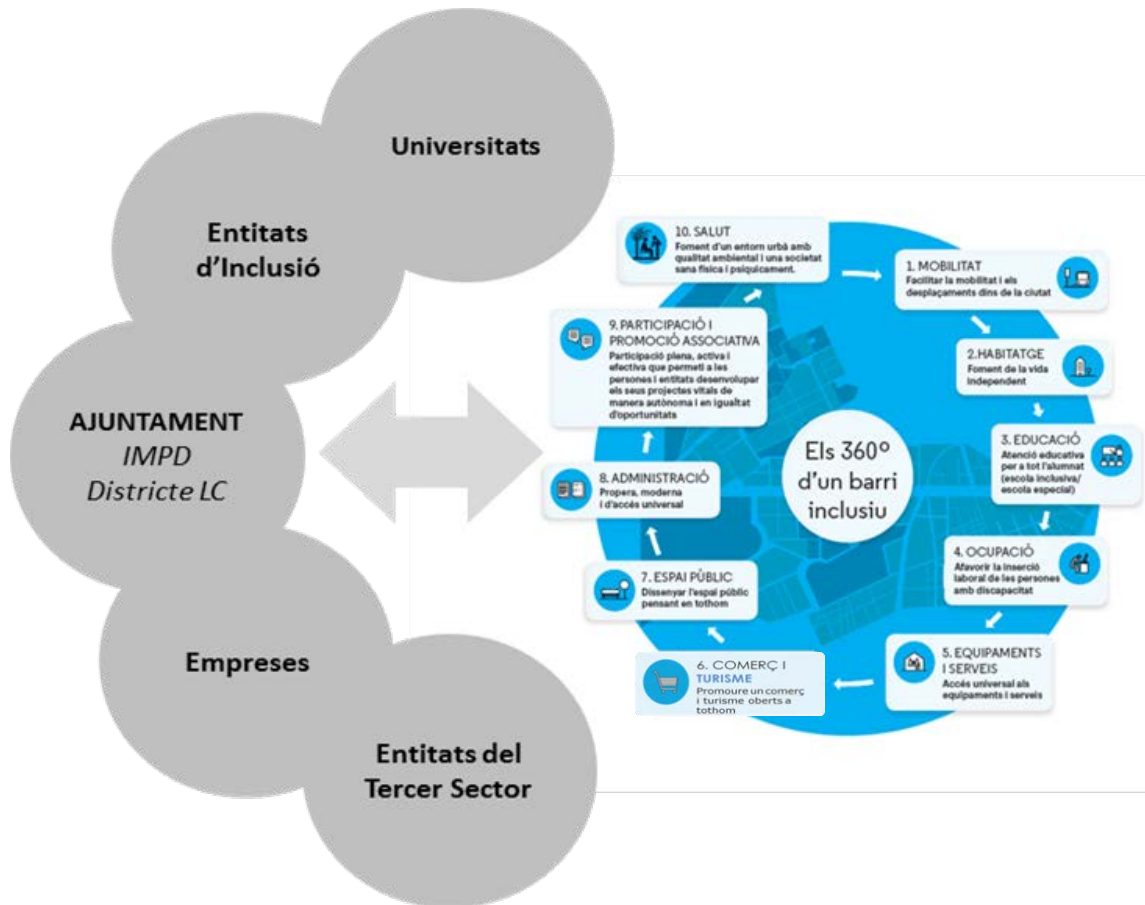 Universitats
Entitats
d'Inclusió
AJUNTAMENT
IMPD
Districte LC
Empreses
Entitats del
Tercer Sector
Els 360º
d'un barri
inclusiu
1. MOBILITAT
Facilitar la mobilitat i els
desplaçaments dins de la ciutat
2.HABITATGE
Foment de la vida
independent
3. EDUCACIÓ
Atenció educativa
per a tot l'alumnat
(escola inclusiva/
escola especial)
4. OCUPACIÓ
Afavorir la inserció
laboral de les persones
amb discapacitat
5. EQUIPAMENTS
I SERVEIS
Accés universal als
equipaments i serveis
6. COMERÇ I
TURISME
Promoure un comerç
i turisme oberts a
tothom
7. ESPAI PÚBLIC
Dissenyar l'espai públic
pensant en tothom
8. ADMINISTRACIÓ
Propera, moderna
i d'accés universal
9. PARTICIPACIÓ I
PROMOCIÓ ASSOCIATIVA
Participació plena, activa i
efectiva que permeti a les
persones i entitats desenvolupar
els seus projectes vitals de
manera autònoma i en igualtat
d'oportunitats
10. SALUT
Foment d'un entorn urbà amb
qualitat ambiental i una societat
sana física i psíquicament.